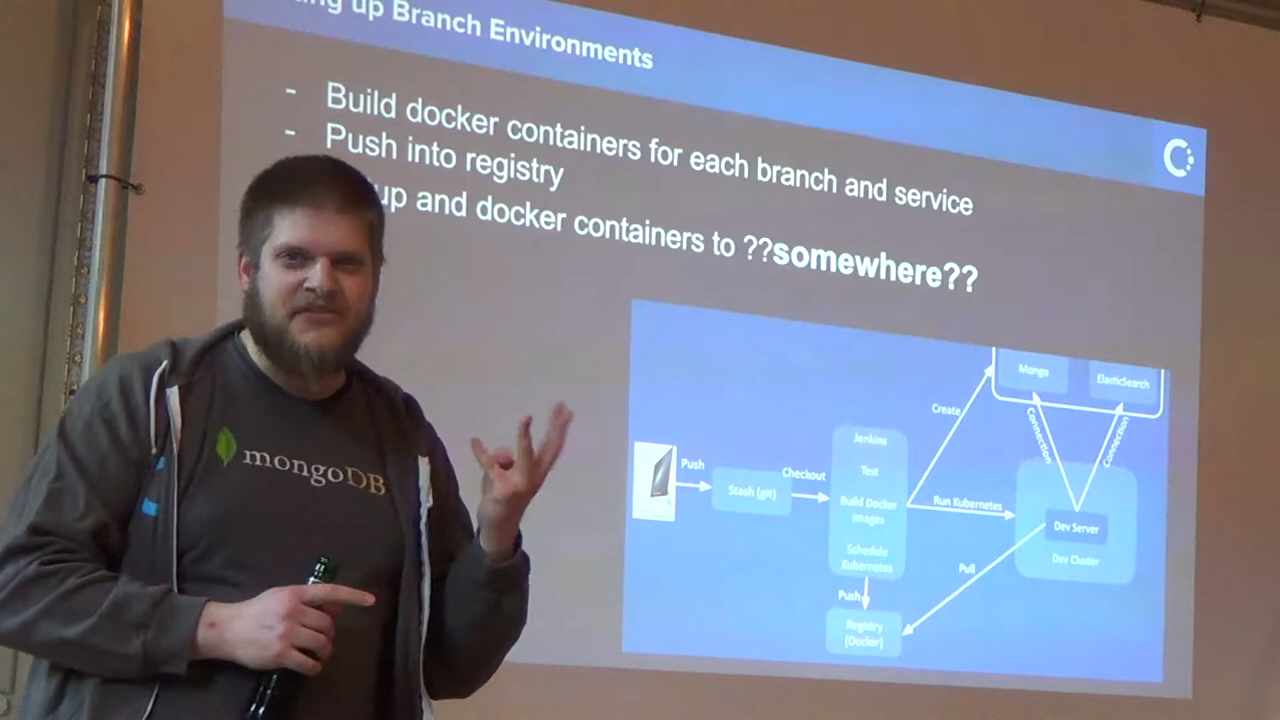 up Branch Environments
- Build docker containers for each branch and service
- Push into registry
up and docker containers to ??somewhere??
mongoDB
Mongo
ElasticSearch
Create
Connection
Connection
Jenkins
Test
Build Docker
Images
Schedule
Kubernetes
Push
Stash (git)
Checkout
Run Kubernetes
Dev Server
Dev Cluster
Pull
Push
Registry
(Docker)